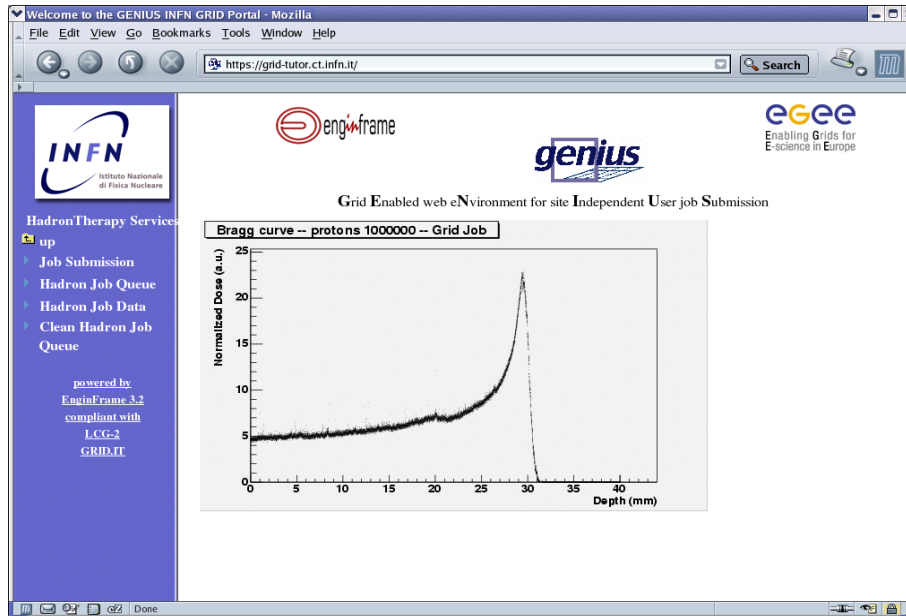 Welcome to the GENIUS INFN GRID Portal - Mozilla
File Edit View Go Bookmarks Tools Window Help
https://grid-tutor.ct.infn.it/
Search
INFN
Istituto Nazionale
di Fisica Nucleare
HadronTherapy Services
up
Job Submission
Hadron Job Queue
Hadron Job Data
Clean Hadron Job
Queue
powered by
EnginFrame 3.2
compliant with
LCG-2
GRID.IT
enginframe
genius
egee
Enabling Grids for
E-science in Europe
Grid Enabled web eNvironment for site Independent User job Submission
Bragg curve -- protons 1000000 -- Grid Job
Normalized Dose (a.u.)
25
20
15
10
5
0
0 5 10 15 20 25 30 35 40
Depth (mm)
Done